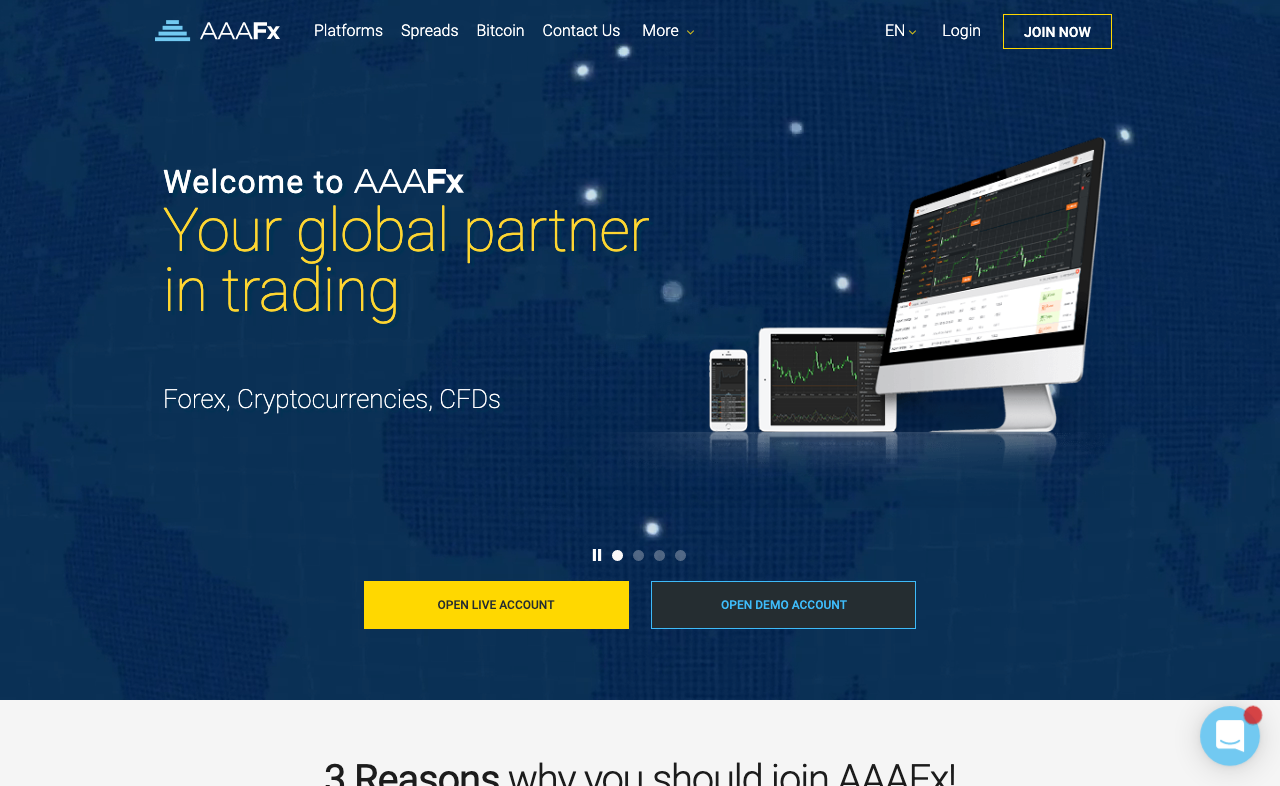 AAAFx
Platforms Spreads Bitcoin Contact Us More
EN Login JOIN NOW
Welcome to AAAFx
Your global partner
in trading
Forex, Cryptocurrencies, CFDs
OPEN LIVE ACCOUNT
OPEN DEMO ACCOUNT
3 Reasons why you should join AAAFx!